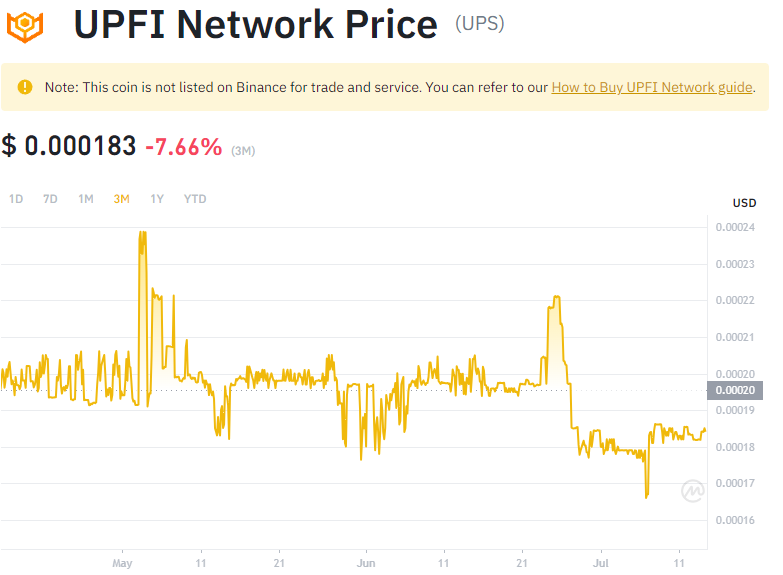 UPFI Network Price (UPS)
Note: This coin is not listed on Binance for trade and service. You can refer to our How to Buy UPFI Network guide.
$ 0.000183 -7.66% (3M)
1D 7D 1M 3M 1Y YTD
USD
0.00024
0.00023
0.00022
0.00021
0.00020
0.00020
0.00019
0.00018
0.00017
0.00016
May 11 21 Jun 11 21 Jul 11